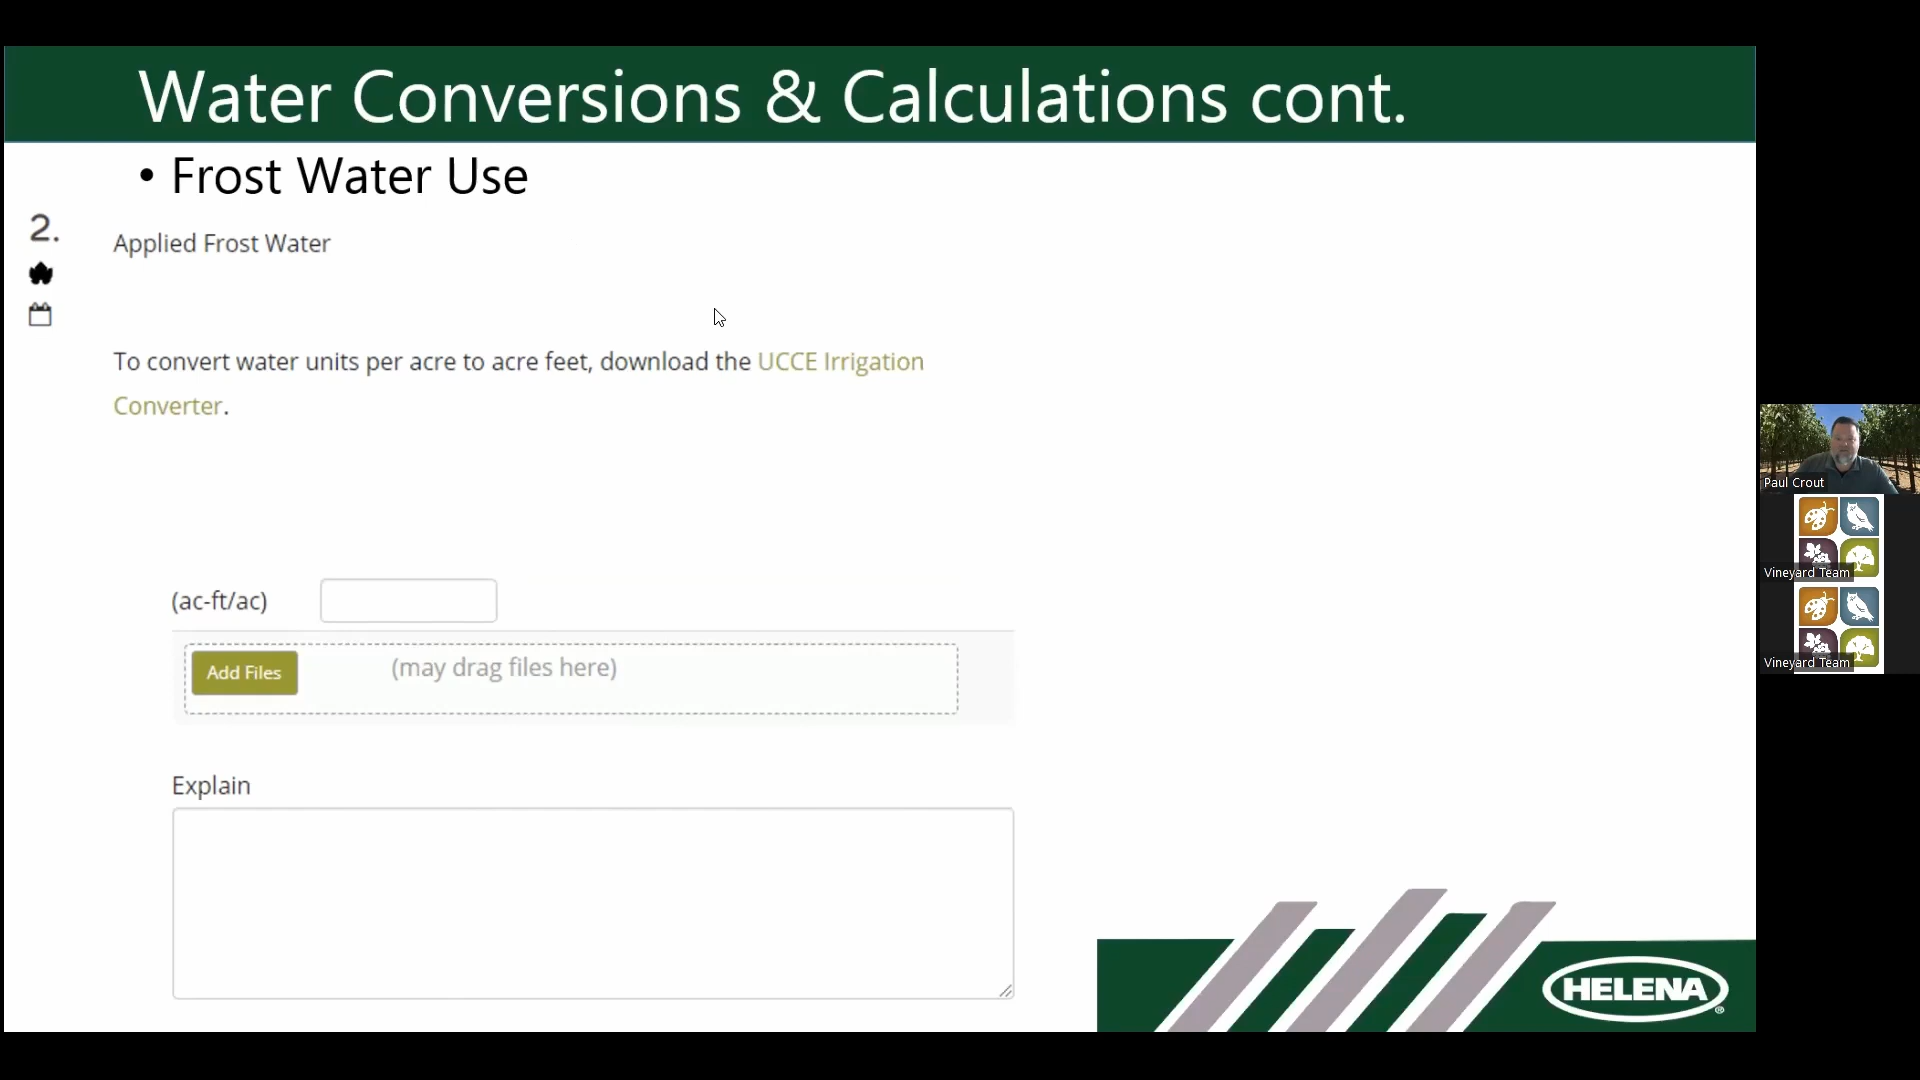 Water Conversions & Calculations cont.
• Frost Water Use
2.
Applied Frost Water
To convert water units per acre to acre feet, download the UCCE Irrigation
Converter.
(ac-ft/ac)
Add Files
(may drag files here)
Explain
HELENA®
Paul Crout
Vineyard Team
Vineyard Team